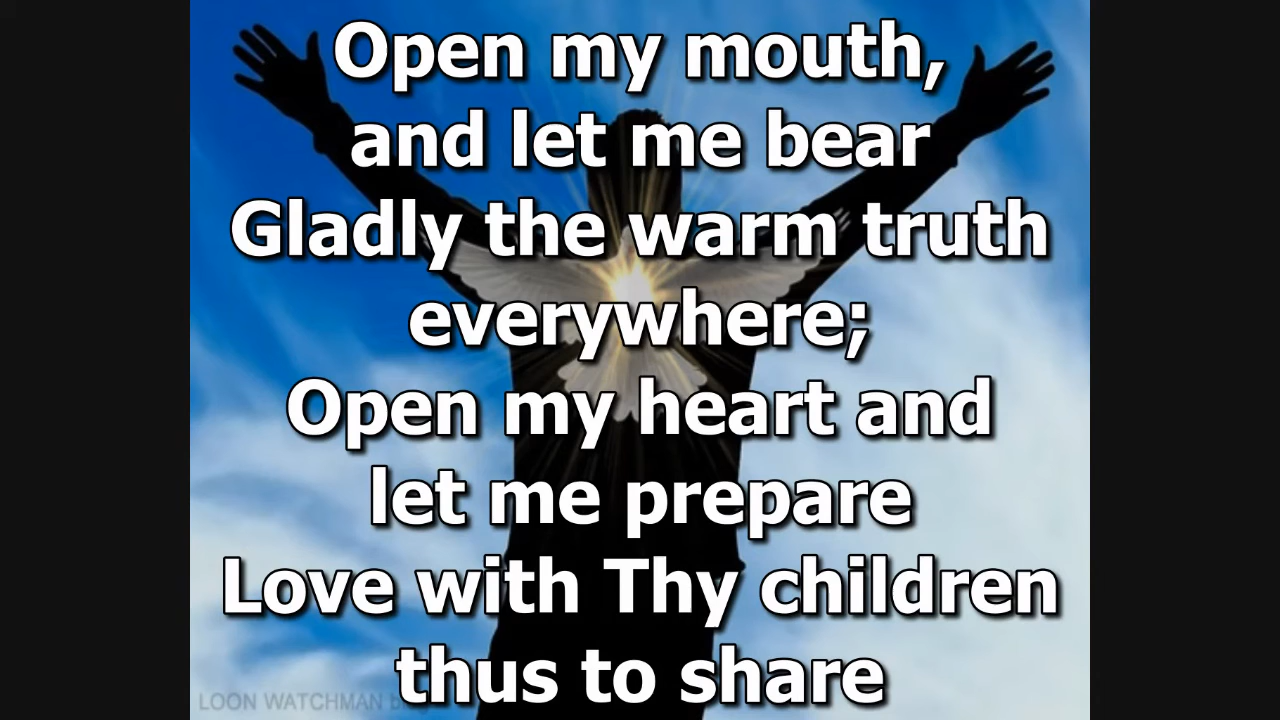 Open my mouth,
and let me bear
Gladly the warm truth
everywhere;
Open my heart and
let me prepare
Love with Thy children
thus to share
LOON WATCHMAN